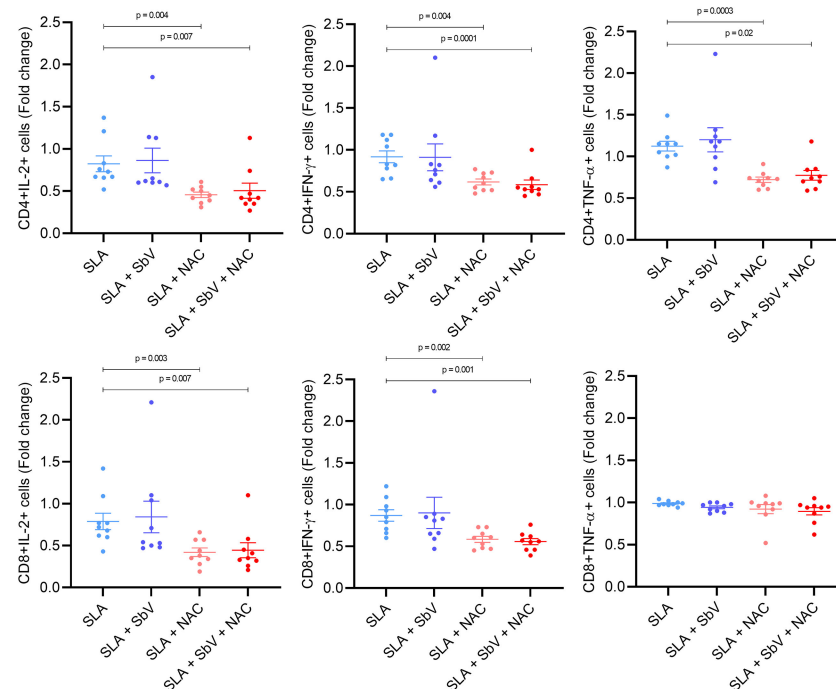 p = 0.004
p = 0.007
CD4+IL-2+ cells (Fold change)
2.5
2.0
1.5
1.0
0.5
0.0
SLA
SLA + SbV
SLA + NAC
SLA + SbV + NAC
p = 0.004
p = 0.0001
CD4+IFN-γ+ cells (Fold change)
2.5
2.0
1.5
1.0
0.5
0.0
SLA
SLA + SbV
SLA + NAC
SLA + SbV + NAC
p = 0.0003
p = 0.02
CD4+TNF-α+ cells (Fold change)
2.5
2.0
1.5
1.0
0.5
0.0
SLA
SLA + SbV
SLA + NAC
SLA + SbV + NAC
p = 0.003
p = 0.007
CD8+IL-2+ cells (Fold change)
2.5
2.0
1.5
1.0
0.5
0.0
SLA
SLA + SbV
SLA + NAC
SLA + SbV + NAC
p = 0.002
p = 0.001
CD8+IFN-γ+ cells (Fold change)
2.5
2.0
1.5
1.0
0.5
0.0
SLA
SLA + SbV
SLA + NAC
SLA + SbV + NAC
CD8+TNF-α+ cells (Fold change)
2.5
2.0
1.5
1.0
0.5
0.0
SLA
SLA + SbV
SLA + NAC
SLA + SbV + NAC